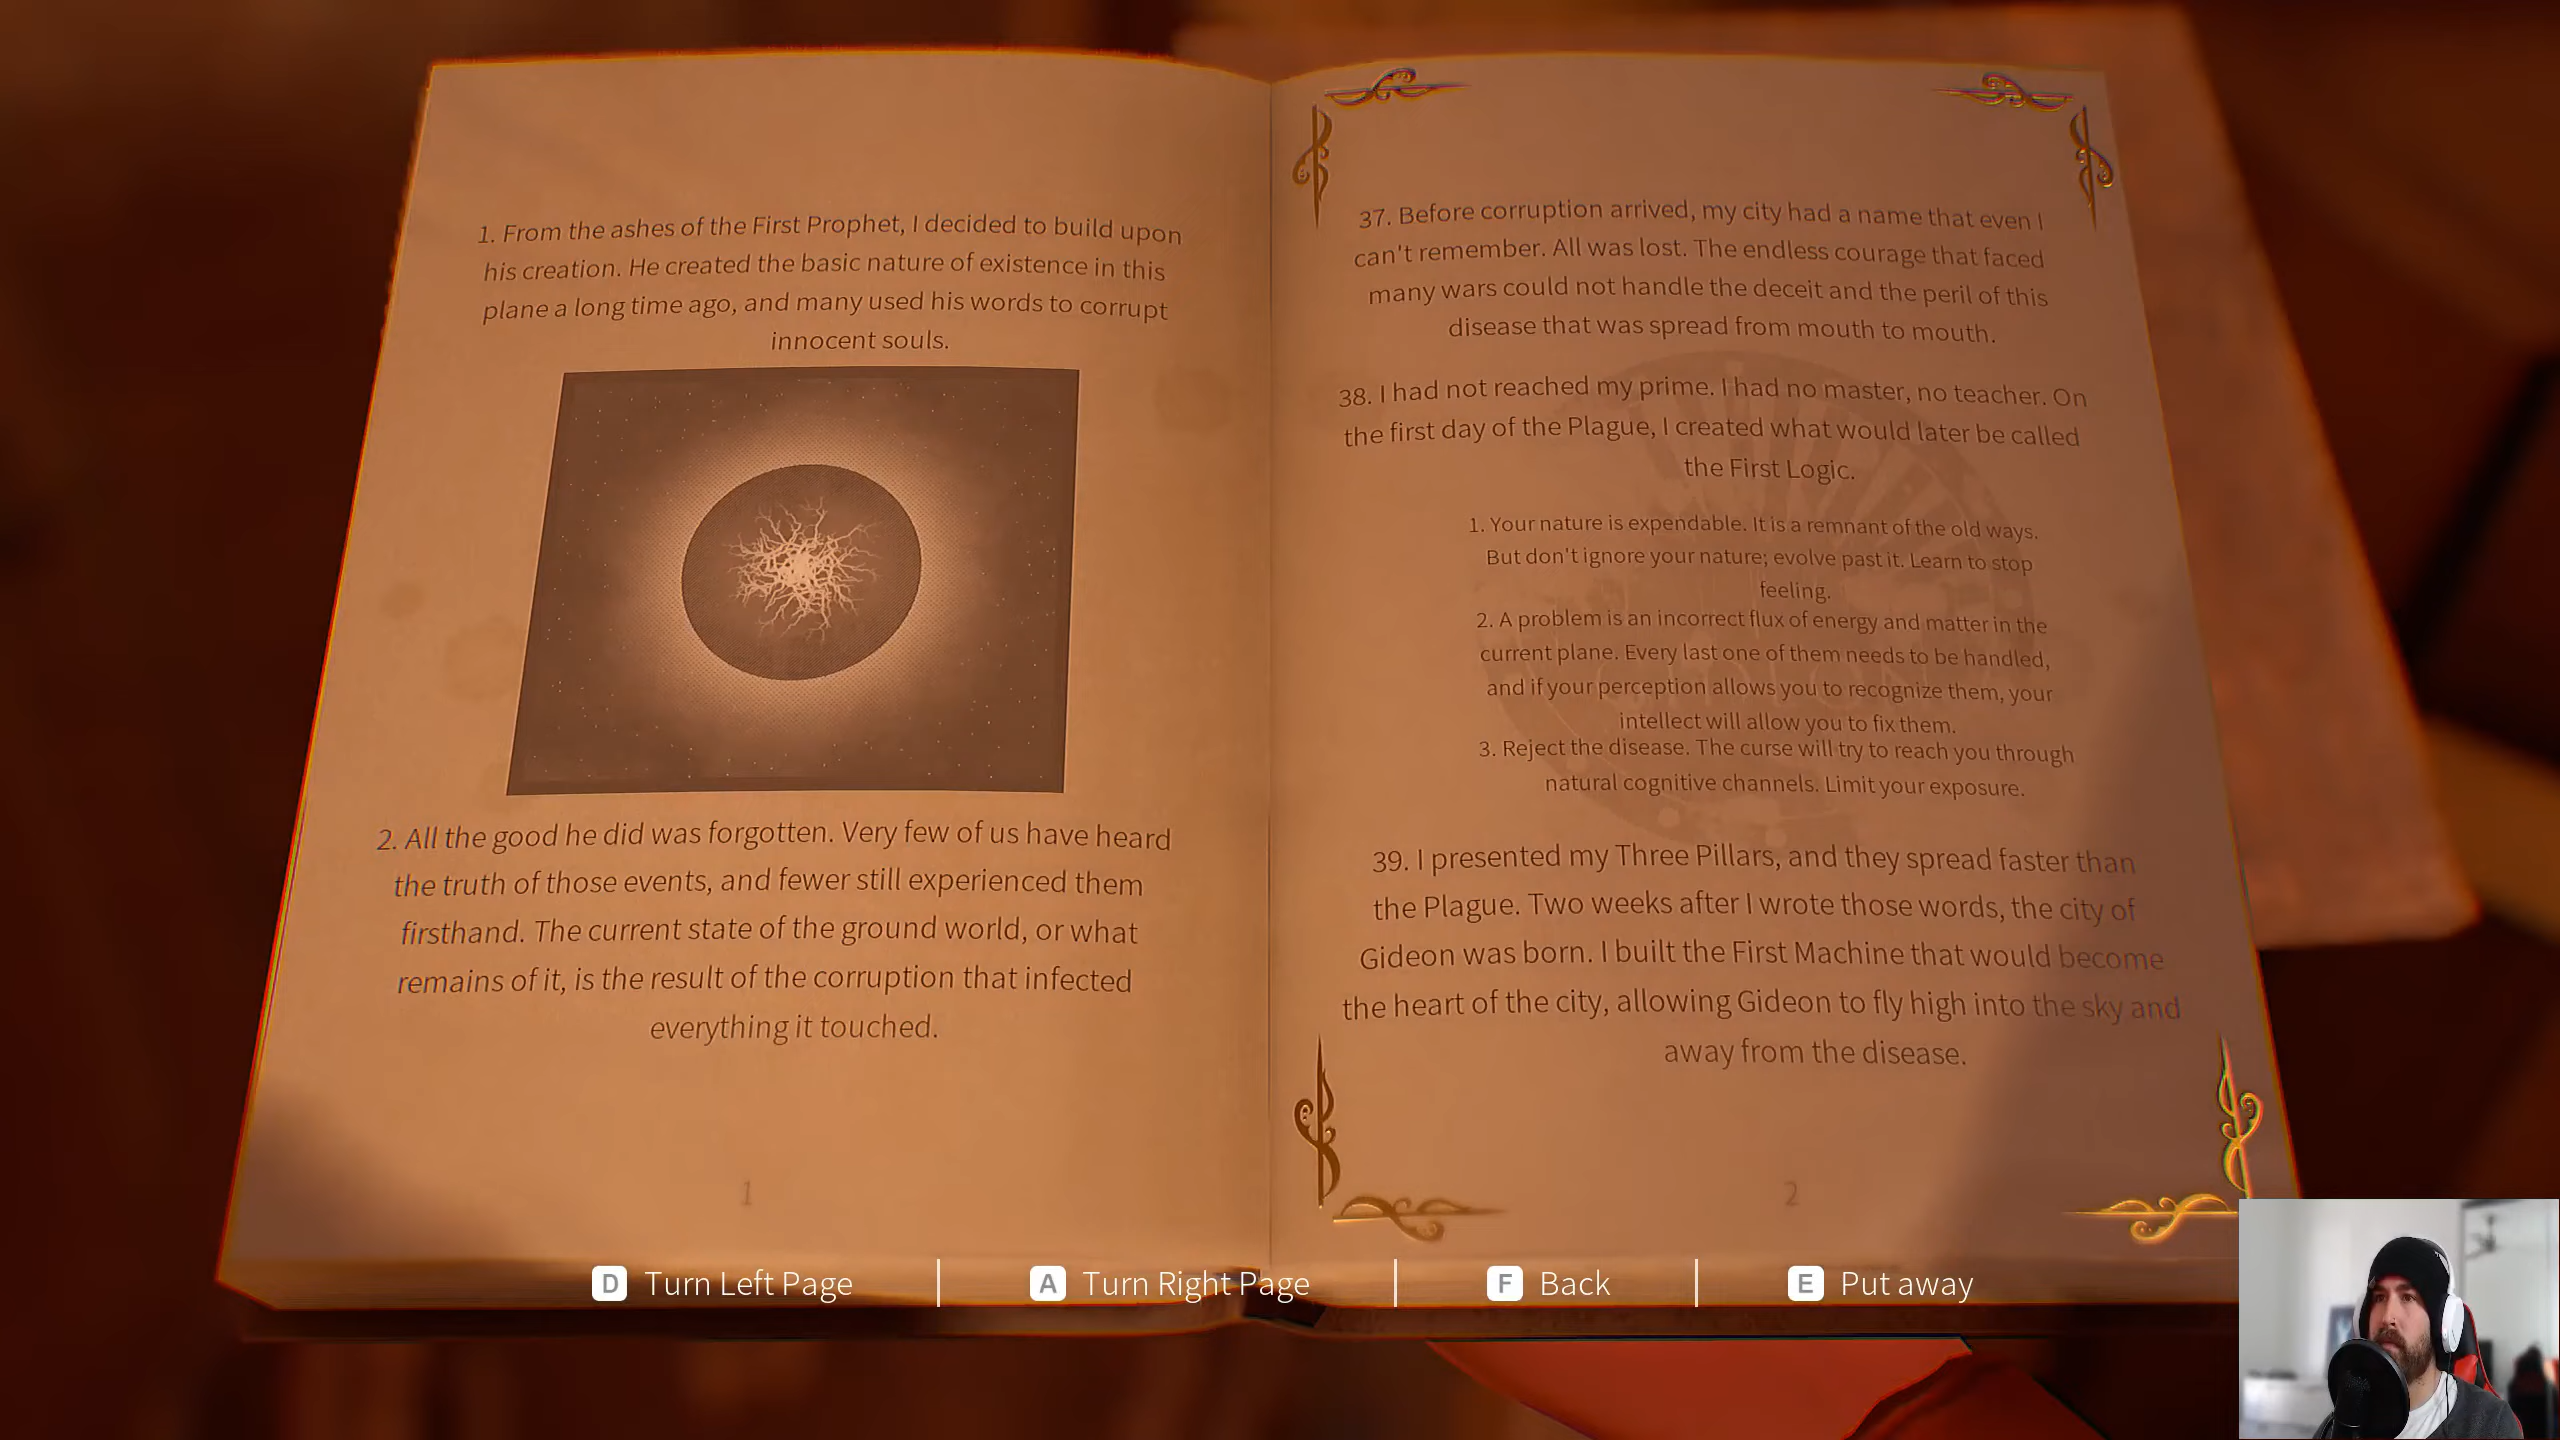 1. From the ashes of the First Prophet, I decided to build upon
his creation. He created the basic nature of existence in this
plane a long time ago, and many used his words to corrupt
innocent souls.
2. All the good he did was forgotten. Very few of us have heard
the truth of those events, and fewer still experienced them
firsthand. The current state of the ground world, or what
remains of it, is the result of the corruption that infected
everything it touched.
1
37. Before corruption arrived, my city had a name that even I
can't remember. All was lost. The endless courage that faced
many wars could not handle the deceit and the peril of this
disease that was spread from mouth to mouth.
38. I had not reached my prime. I had no master, no teacher. On
the first day of the Plague, I created what would later be called
the First Logic.
1. Your nature is expendable. It is a remnant of the old ways.
But don't ignore your nature; evolve past it. Learn to stop
feeling.
2. A problem is an incorrect flux of energy and matter in the
current plane. Every last one of them needs to be handled,
and if your perception allows you to recognize them, your
intellect will allow you to fix them.
3. Reject the disease. The curse will try to reach you through
natural cognitive channels. Limit your exposure.
39. I presented my Three Pillars, and they spread faster than
the Plague. Two weeks after I wrote those words, the city of
Gideon was born. I built the First Machine that would become
the heart of the city, allowing Gideon to fly high into the sky and
away from the disease.
2
D Turn Left Page A Turn Right Page F Back E Put away